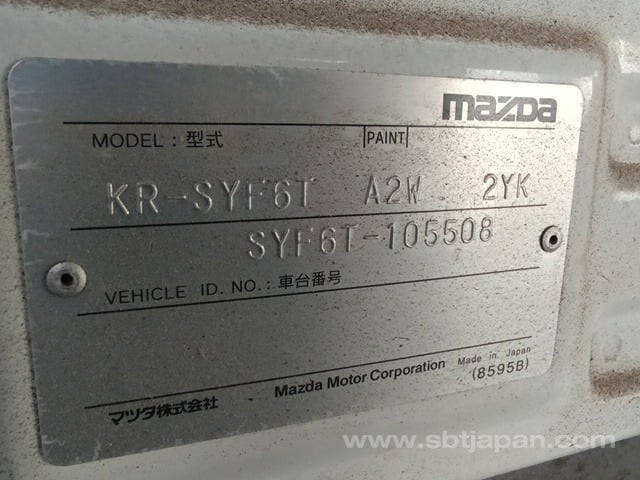 mazda
MODEL : 型式 PAINT
KR-SYF6T A2W 2YK
SYF6T-105508
VEHICLE ID. NO. : 車台番号
マツダ株式会社 Mazda Motor Corporation Made in Japan
(8595B)
www.sbtjapan.com